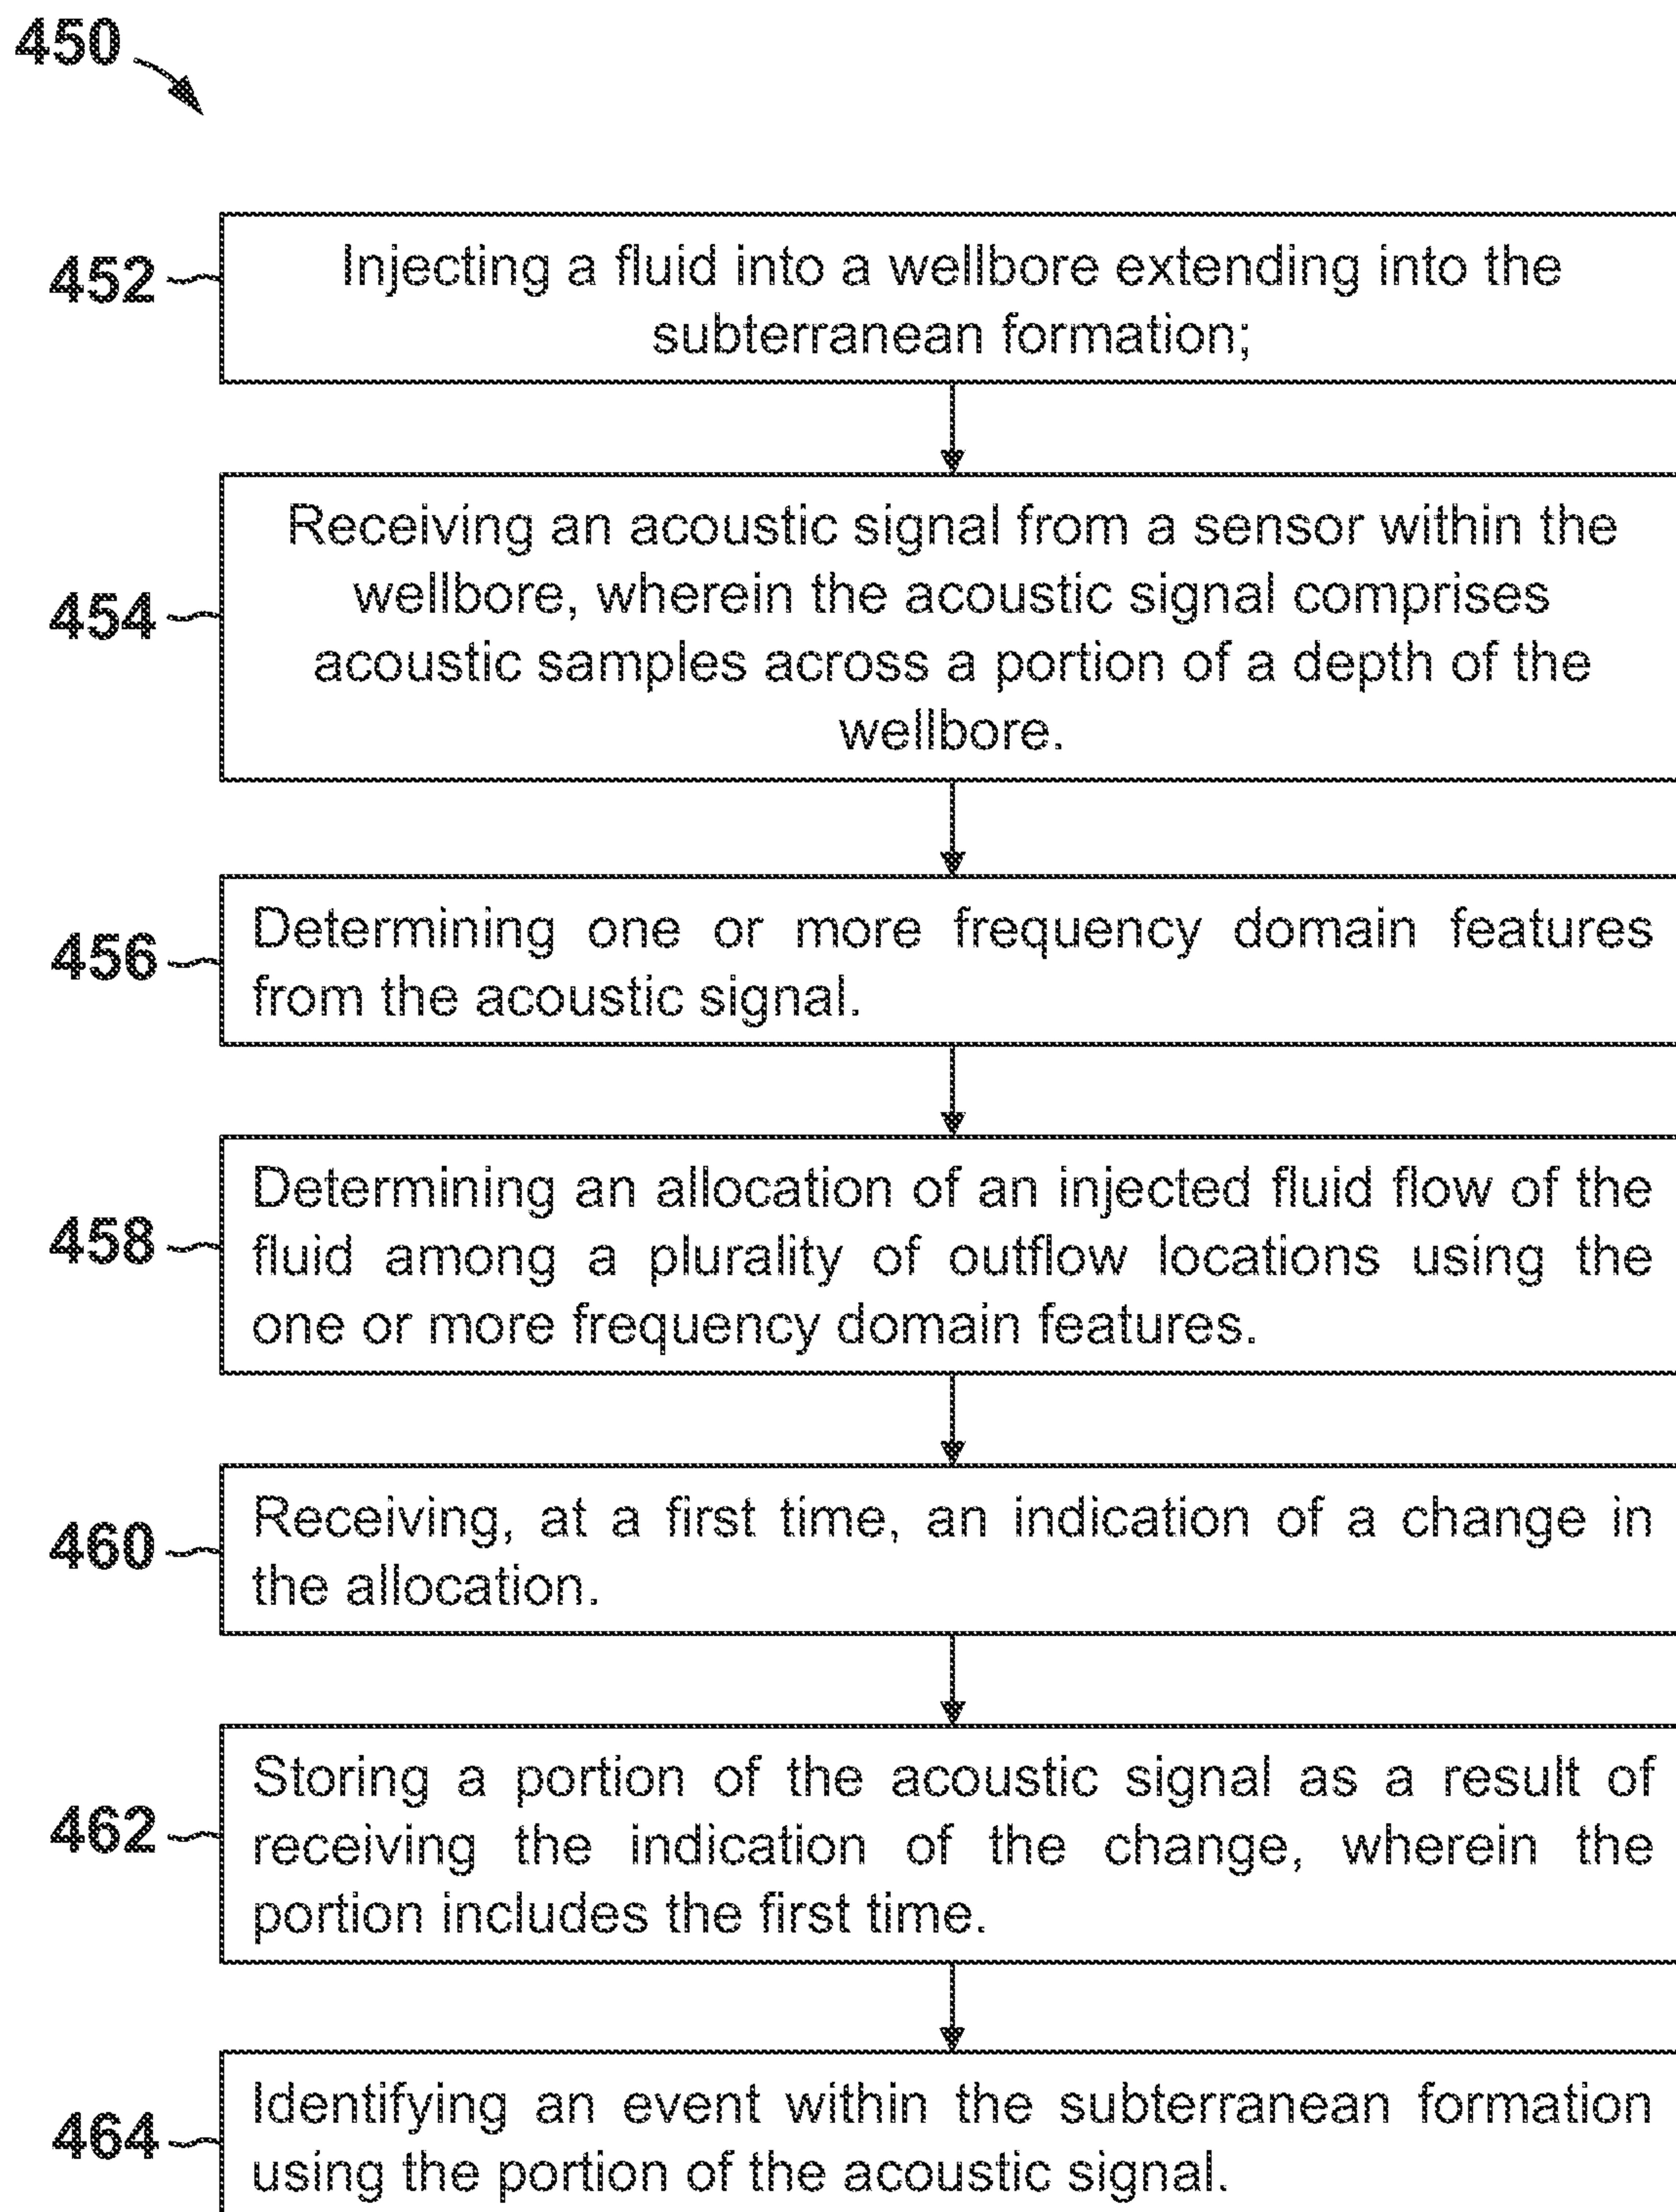 450
452
Injecting a fluid into a wellbore extending into the
subterranean formation;
454
Receiving an acoustic signal from a sensor within the
wellbore, wherein the acoustic signal comprises
acoustic samples across a portion of a depth of the
wellbore.
456
Determining one or more frequency domain features
from the acoustic signal.
458
Determining an allocation of an injected fluid flow of the
fluid among a plurality of outflow locations using the
one or more frequency domain features.
460
Receiving, at a first time, an indication of a change in
the allocation.
462
Storing a portion of the acoustic signal as a result of
receiving the indication of the change, wherein the
portion includes the first time.
464
Identifying an event within the subterranean formation
using the portion of the acoustic signal.